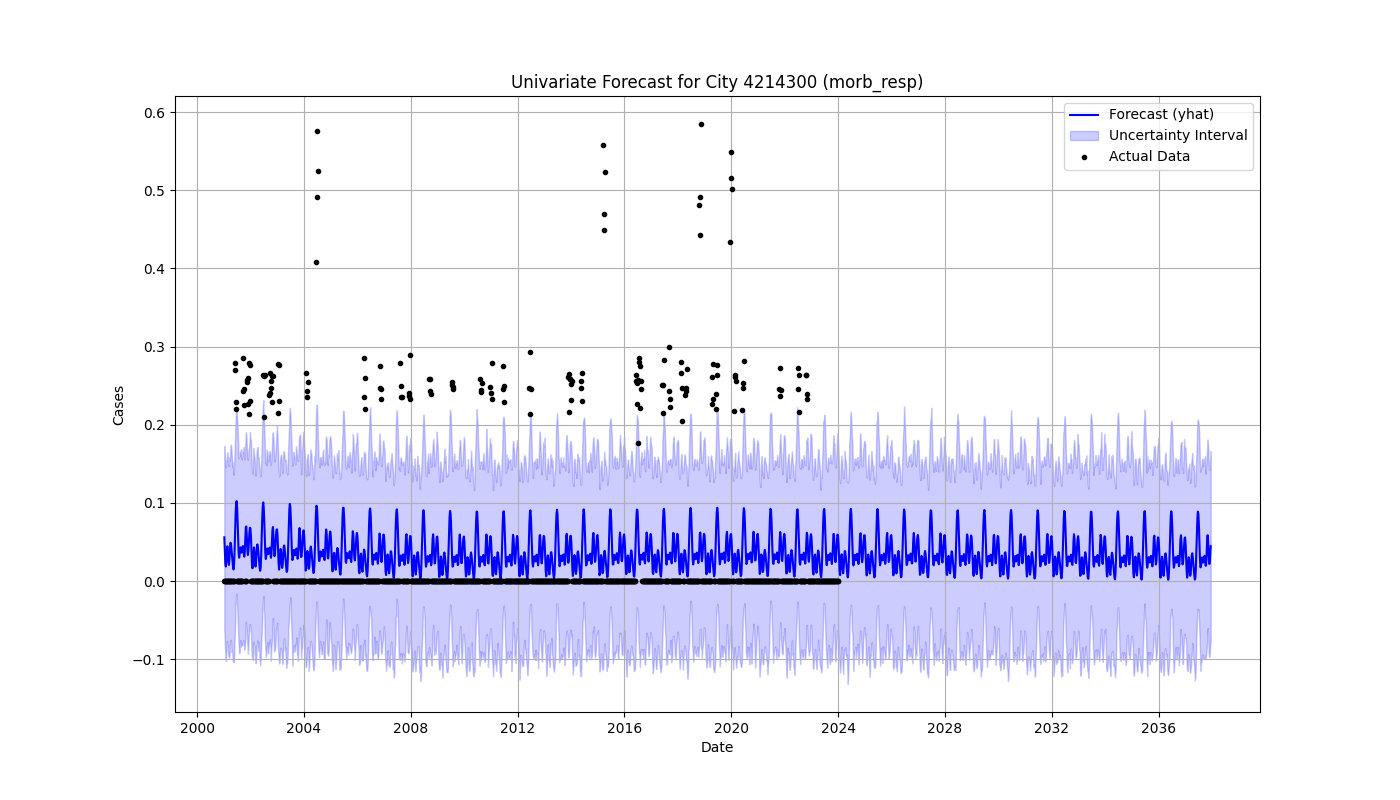 Univariate Forecast for City 4214300 (morb_resp)
Forecast (yhat)
Uncertainty Interval
Actual Data
Cases
0.6
0.5
0.4
0.3
0.2
0.1
0.0
−0.1
2000 2004 2008 2012 2016 2020 2024 2028 2032 2036
Date